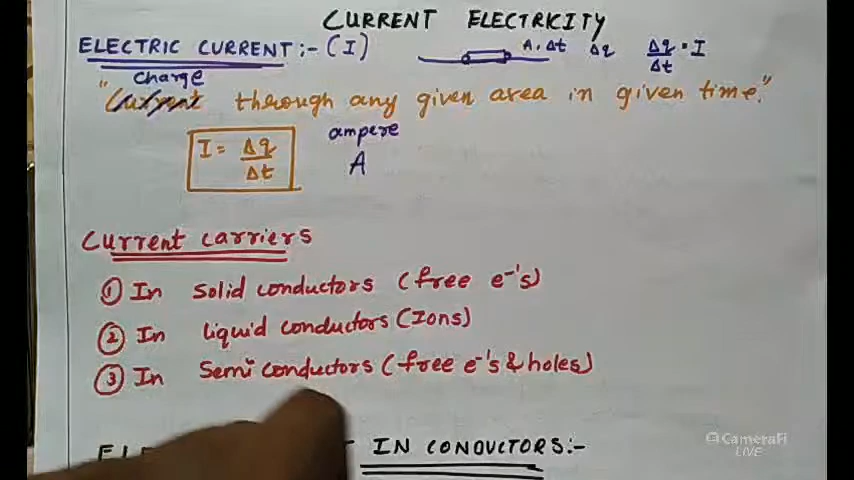 CURRENT ELECTRICITY
ELECTRIC CURRENT :- (I) A, Δt Δq Δq/Δt = I
charge
" through any given area in given time."
I = Δq/Δt ampere
A
Current carriers
① In solid conductors (free e⁻'s)
② In liquid conductors (Ions)
③ In Semi conductors (free e⁻'s & holes)
IN CONDUCTORS:-
CameraFi
LIVE